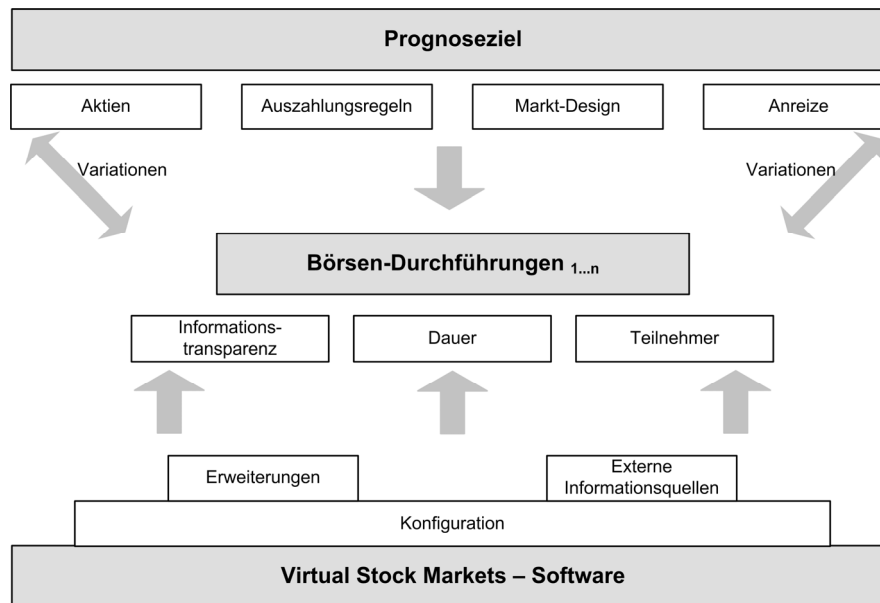 Prognoseziel
Aktien
Auszahlungsregeln
Markt-Design
Anreize
Variationen
Variationen
Börsen-Durchführungen 1...n
Informations-
transparenz
Dauer
Teilnehmer
Erweiterungen
Externe
Informationsquellen
Konfiguration
Virtual Stock Markets – Software